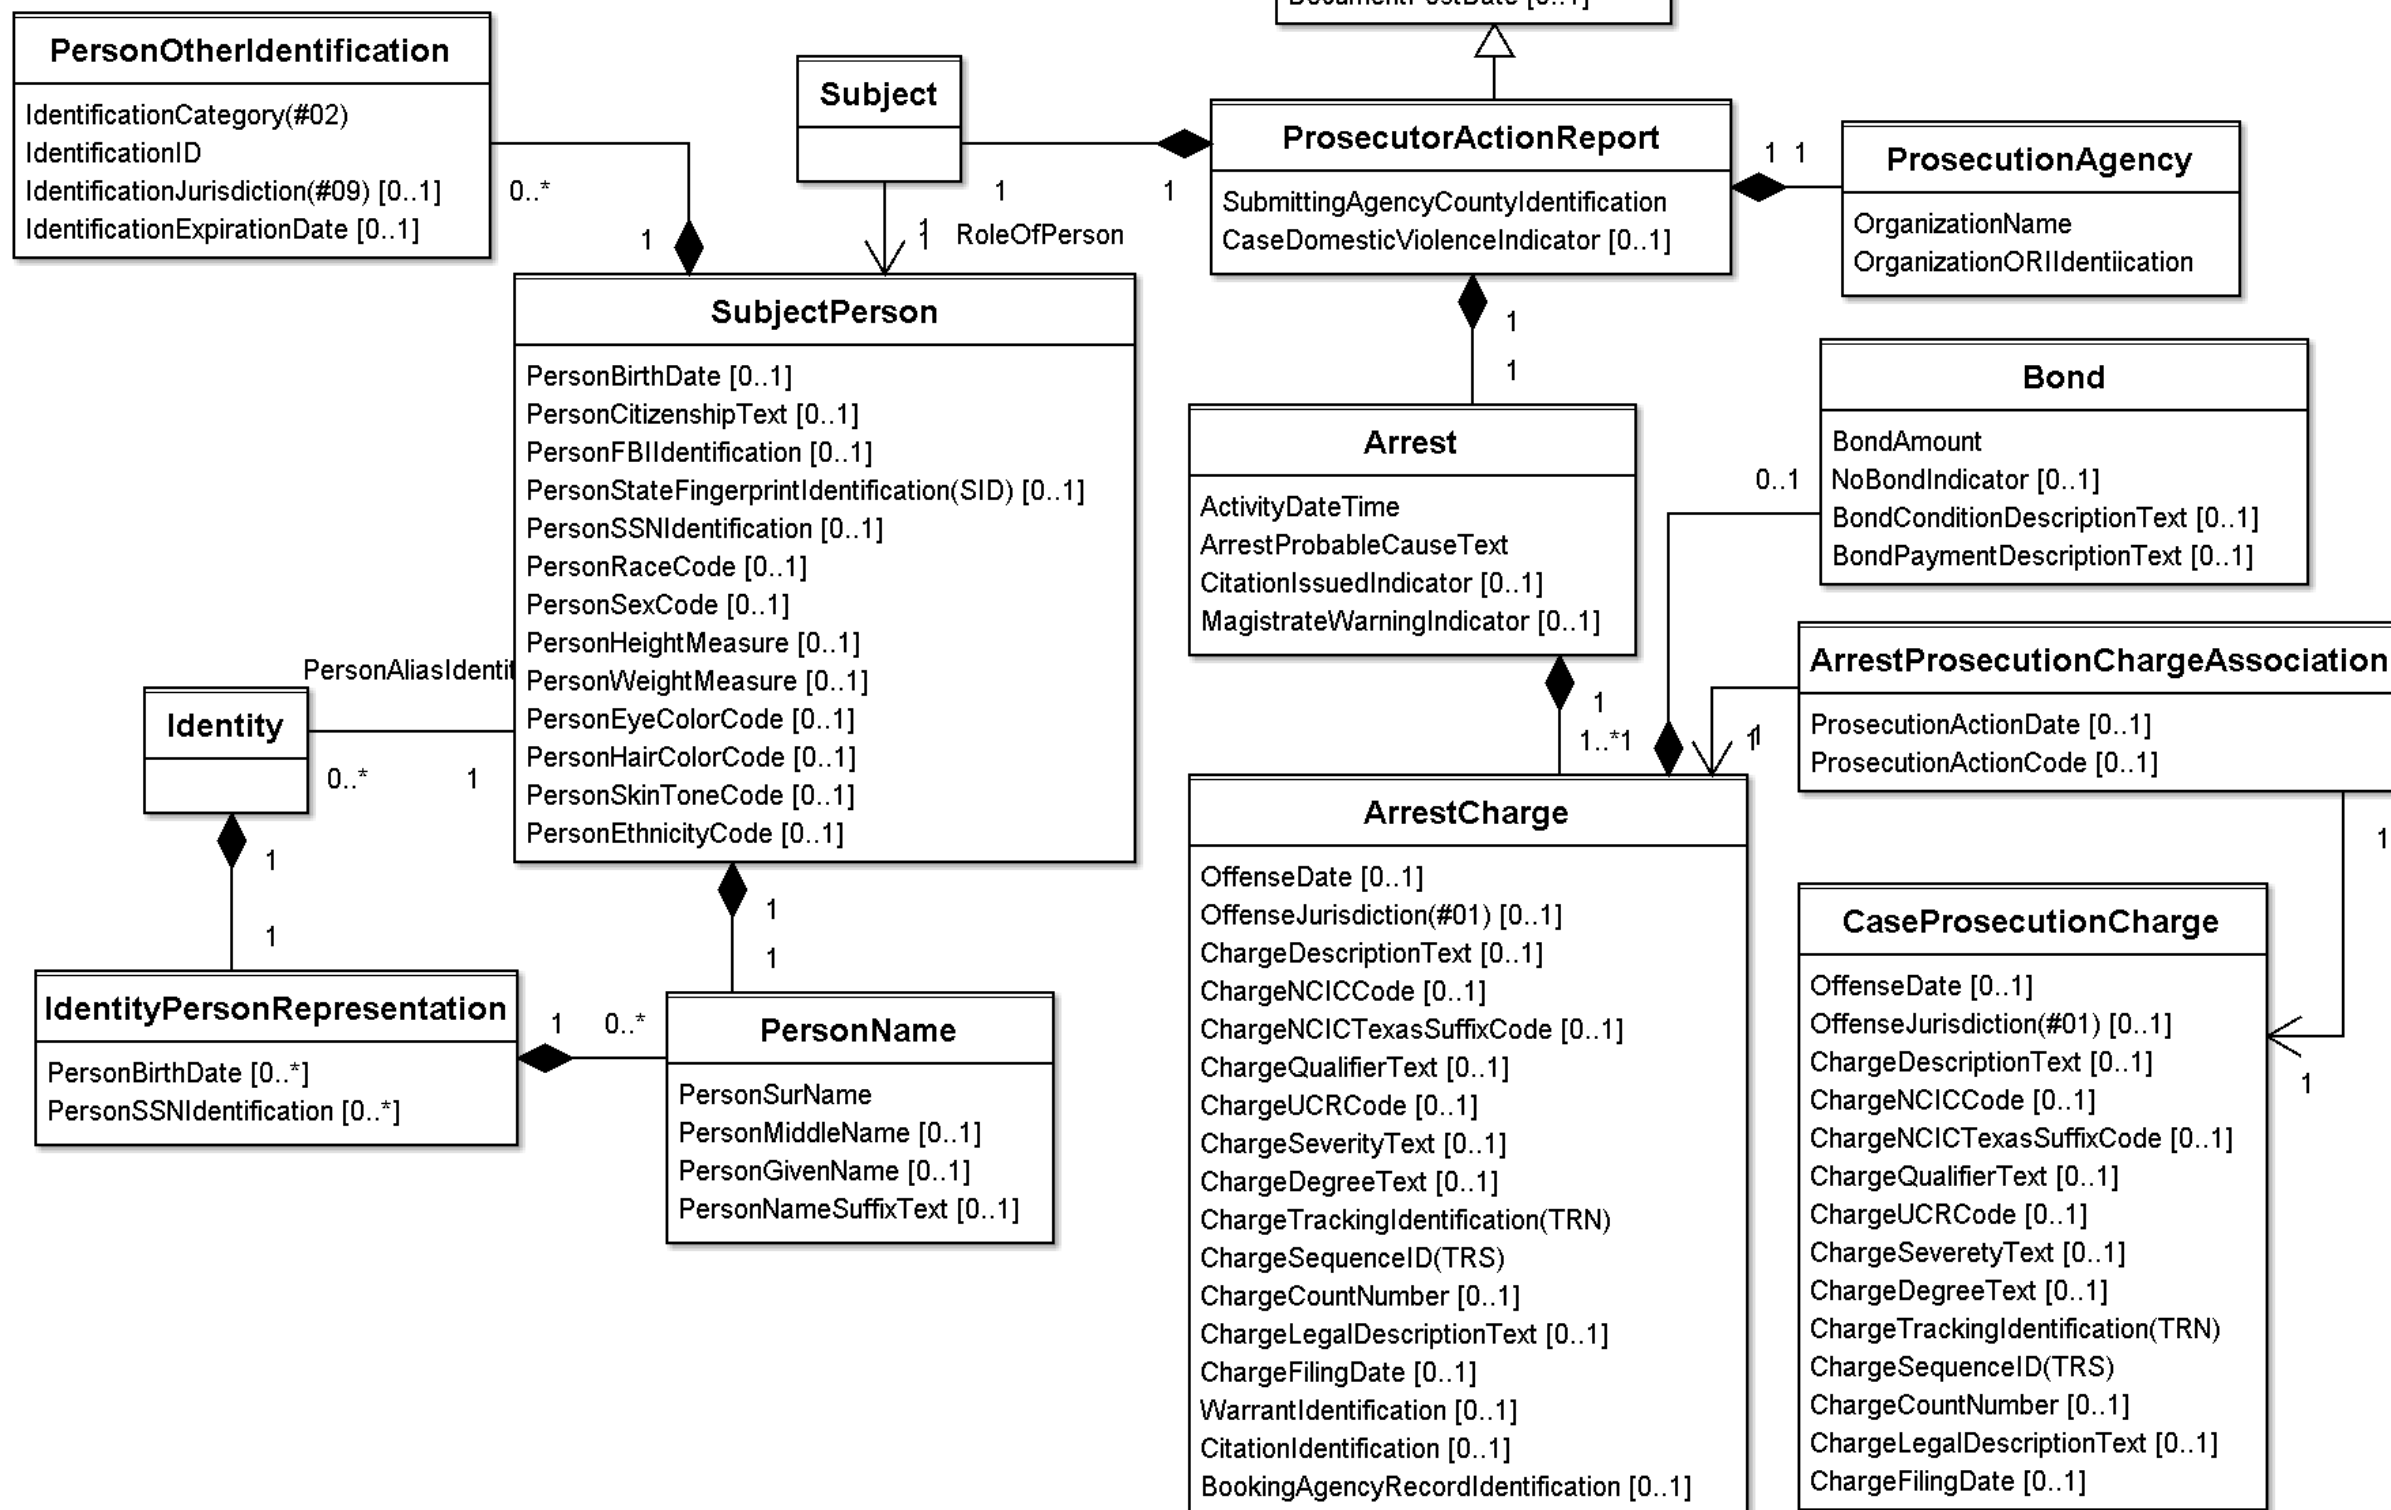 DocumentPostDate [0..1]
PersonOtherIdentification
IdentificationCategory(#02)
IdentificationID
IdentificationJurisdiction(#09) [0..1]
IdentificationExpirationDate [0..1]
0..*
1
Subject
1
1
1
1
RoleOfPerson
ProsecutorActionReport
SubmittingAgencyCountyIdentification
CaseDomesticViolenceIndicator [0..1]
1 1
ProsecutionAgency
OrganizationName
OrganizationORIIdentiication
1
1
SubjectPerson
PersonBirthDate [0..1]
PersonCitizenshipText [0..1]
PersonFBIIdentification [0..1]
PersonStateFingerprintIdentification(SID) [0..1]
PersonSSNIdentification [0..1]
PersonRaceCode [0..1]
PersonSexCode [0..1]
PersonHeightMeasure [0..1]
PersonWeightMeasure [0..1]
PersonEyeColorCode [0..1]
PersonHairColorCode [0..1]
PersonSkinToneCode [0..1]
PersonEthnicityCode [0..1]
Arrest
ActivityDateTime
ArrestProbableCauseText
CitationIssuedIndicator [0..1]
MagistrateWarningIndicator [0..1]
Bond
BondAmount
NoBondIndicator [0..1]
BondConditionDescriptionText [0..1]
BondPaymentDescriptionText [0..1]
0..1
PersonAliasIdentit
Identity
0..*
1
1
1
1
1
1
1..*1
1
1
ArrestProsecutionChargeAssociation
ProsecutionActionDate [0..1]
ProsecutionActionCode [0..1]
1
1
IdentityPersonRepresentation
PersonBirthDate [0..*]
PersonSSNIdentification [0..*]
1
0..*
PersonName
PersonSurName
PersonMiddleName [0..1]
PersonGivenName [0..1]
PersonNameSuffixText [0..1]
ArrestCharge
OffenseDate [0..1]
OffenseJurisdiction(#01) [0..1]
ChargeDescriptionText [0..1]
ChargeNCICCode [0..1]
ChargeNCICTexasSuffixCode [0..1]
ChargeQualifierText [0..1]
ChargeUCRCode [0..1]
ChargeSeverityText [0..1]
ChargeDegreeText [0..1]
ChargeTrackingIdentification(TRN)
ChargeSequenceID(TRS)
ChargeCountNumber [0..1]
ChargeLegalDescriptionText [0..1]
ChargeFilingDate [0..1]
WarrantIdentification [0..1]
CitationIdentification [0..1]
BookingAgencyRecordIdentification [0..1]
CaseProsecutionCharge
OffenseDate [0..1]
OffenseJurisdiction(#01) [0..1]
ChargeDescriptionText [0..1]
ChargeNCICCode [0..1]
ChargeNCICTexasSuffixCode [0..1]
ChargeQualifierText [0..1]
ChargeUCRCode [0..1]
ChargeSeveretyText [0..1]
ChargeDegreeText [0..1]
ChargeTrackingIdentification(TRN)
ChargeSequenceID(TRS)
ChargeCountNumber [0..1]
ChargeLegalDescriptionText [0..1]
ChargeFilingDate [0..1]